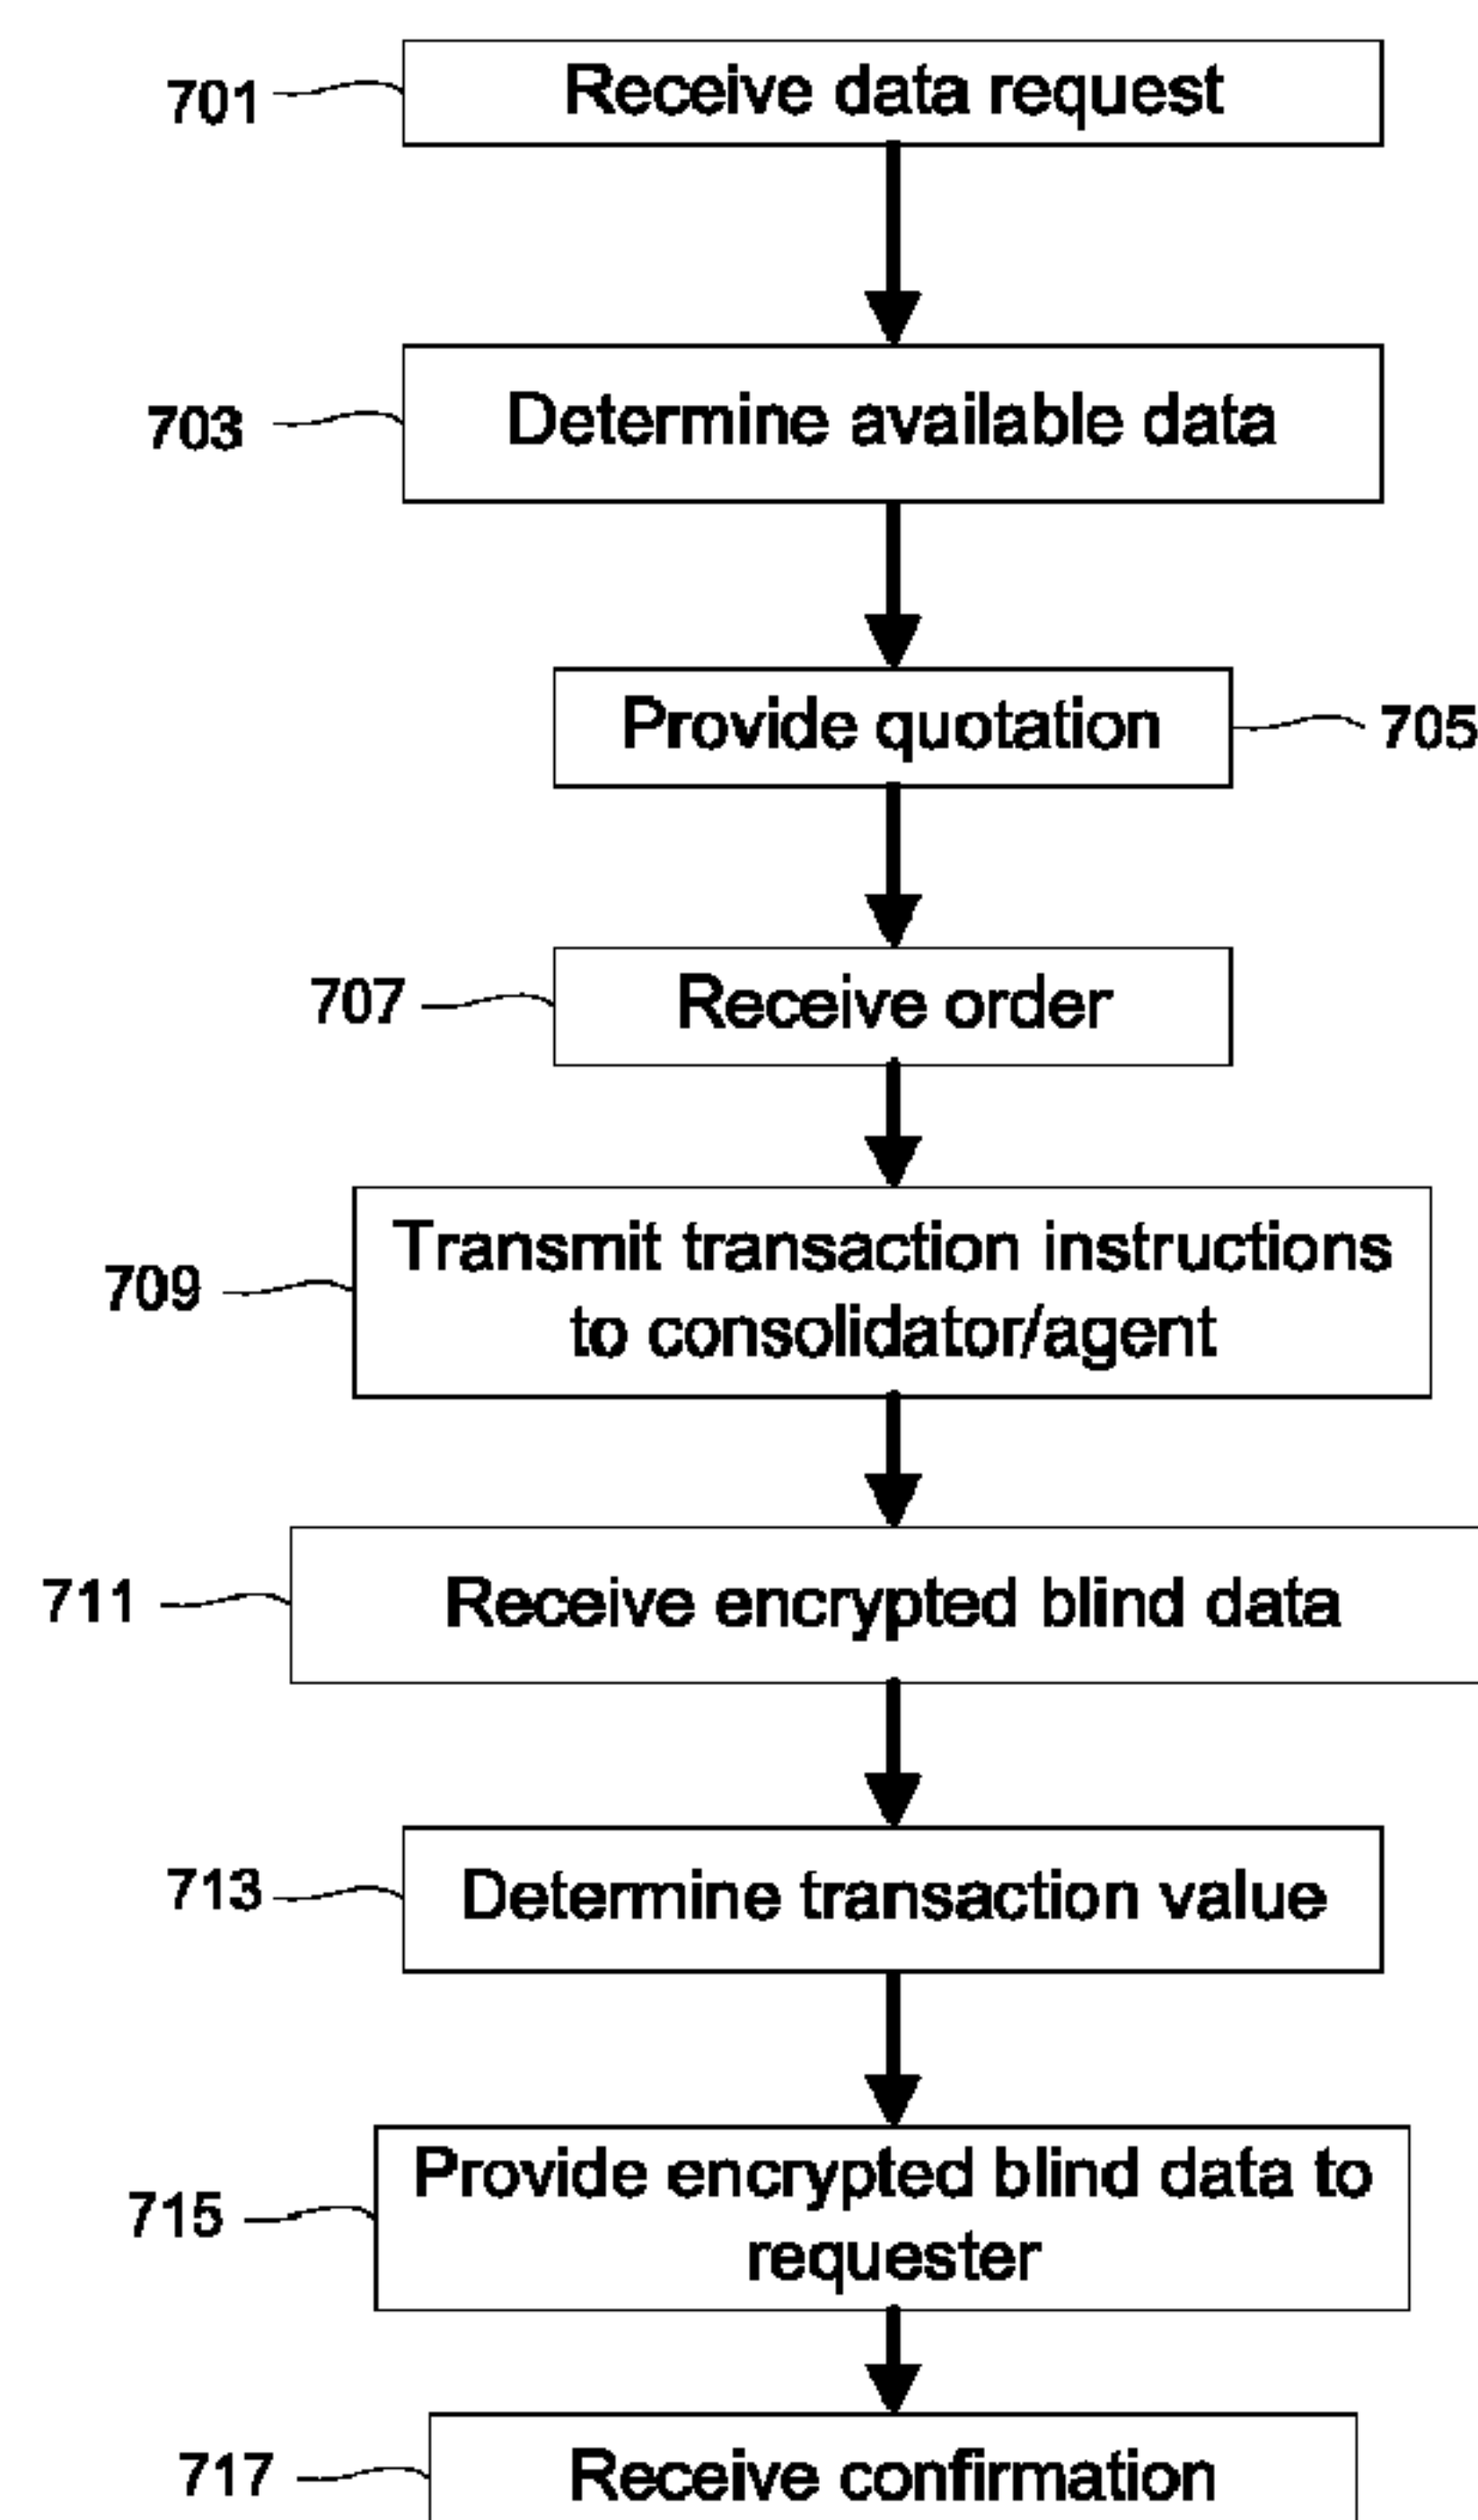 701
Receive data request
703
Determine available data
Provide quotation
705
707
Receive order
709
Transmit transaction instructions
to consolidator/agent
711
Receive encrypted blind data
713
Determine transaction value
715
Provide encrypted blind data to
requester
717
Receive confirmation